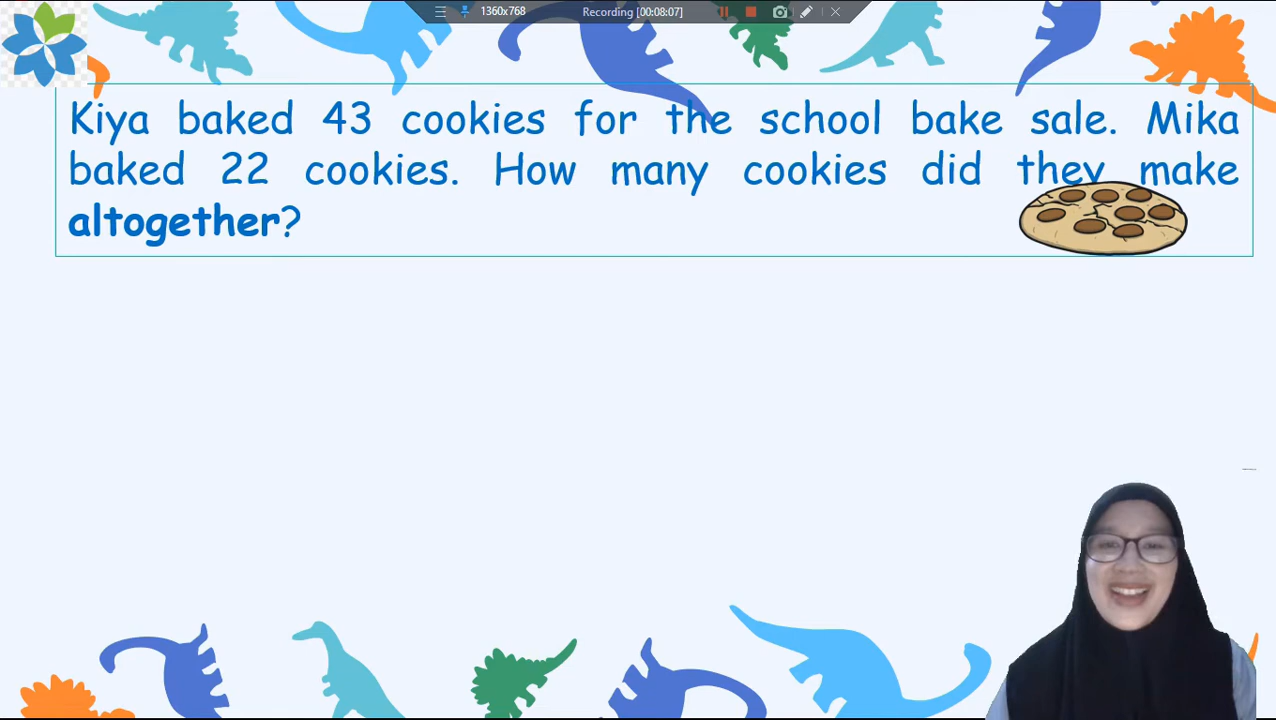 1360x768 Recording [00:08:07]
Kiya baked 43 cookies for the school bake sale. Mika
baked 22 cookies. How many cookies did they make
altogether?